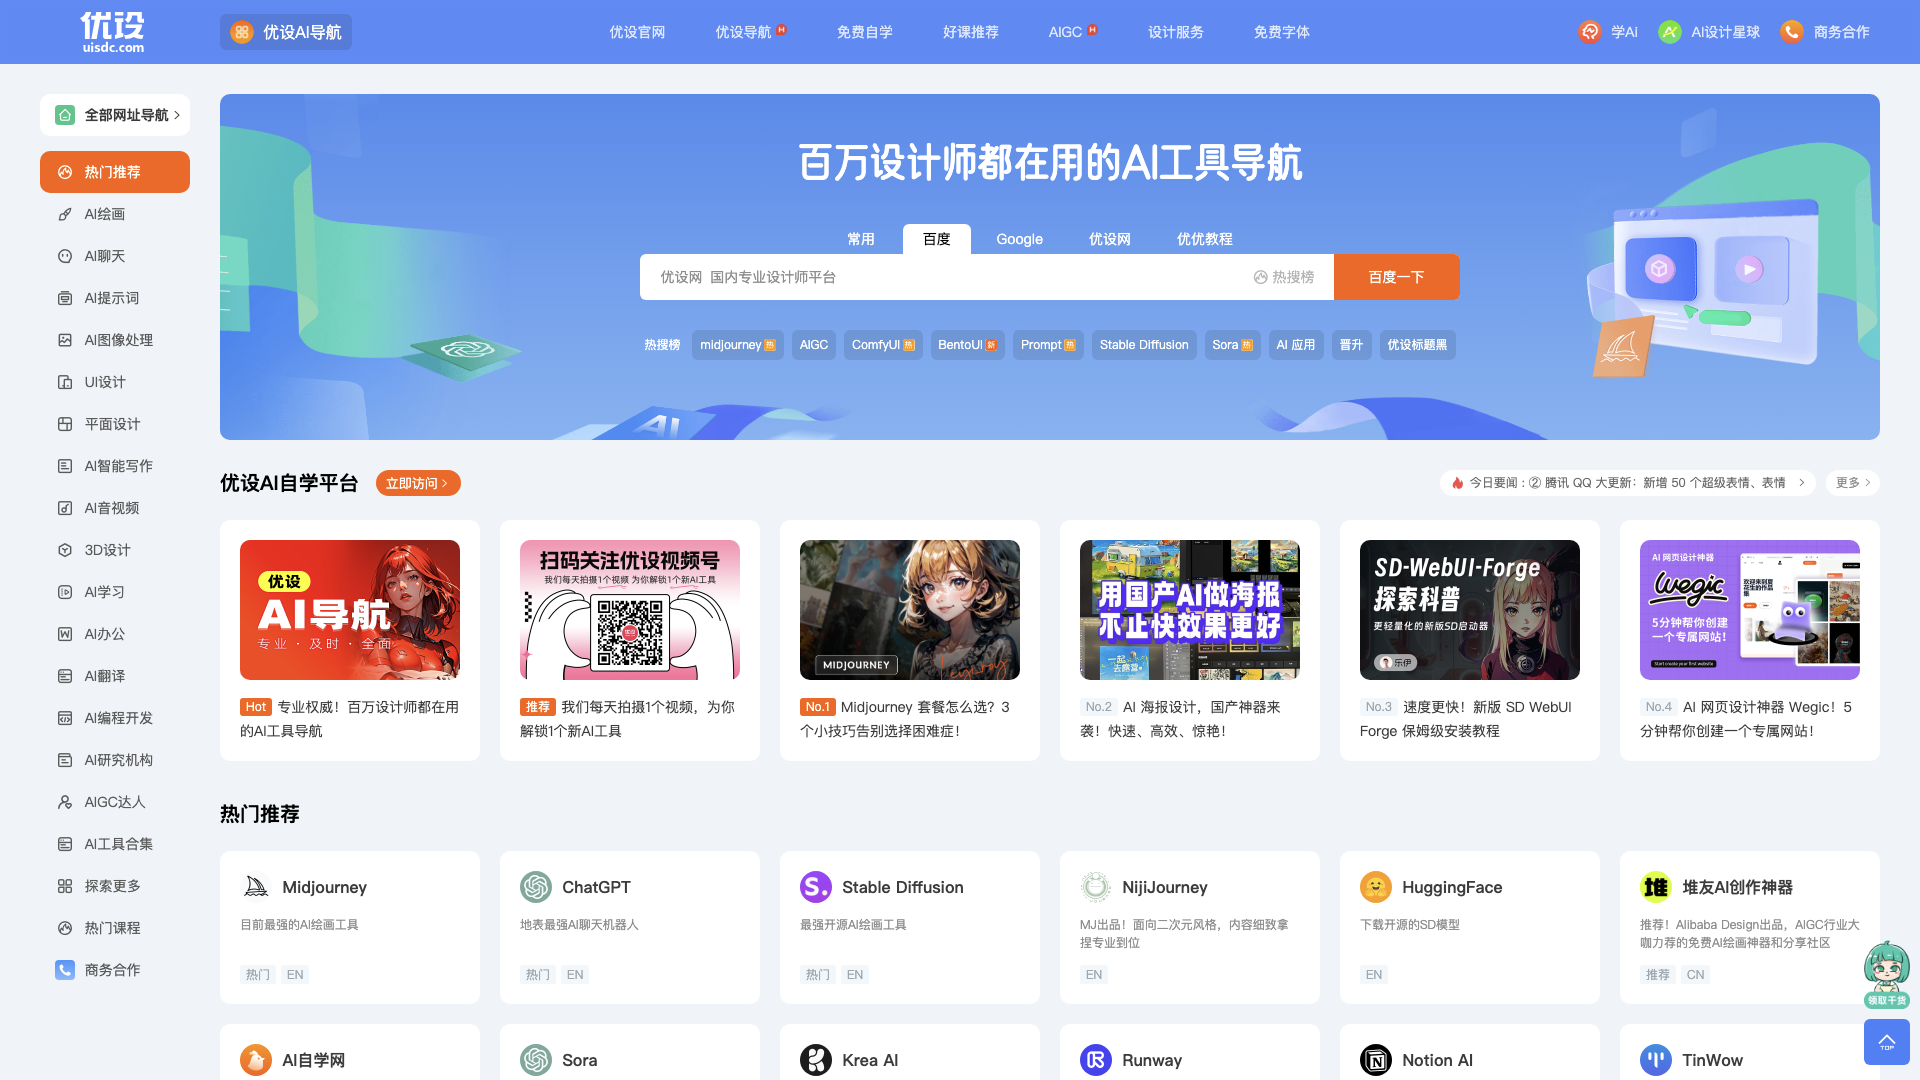 优设
uisdc.com
优设AI导航
优设官网
优设导航
H
免费自学
好课推荐
AIGC
H
设计服务
免费字体
学AI
AI设计星球
商务合作
全部网址导航
热门推荐
AI绘画
AI聊天
AI提示词
AI图像处理
UI设计
平面设计
AI智能写作
AI音视频
3D设计
AI学习
AI办公
AI翻译
AI编程开发
AI研究机构
AIGC达人
AI工具合集
探索更多
热门课程
商务合作
百万设计师都在用的AI工具导航
常用
百度
Google
优设网
优优教程
优设网 国内专业设计师平台
热搜榜
百度一下
热搜榜
midjourney 热
AIGC
ComfyUI 热
BentoUI 新
Prompt 热
Stable Diffusion
Sora 热
AI 应用
晋升
优设标题黑
AI
优设AI自学平台
立即访问
今日要闻 : ② 腾讯 QQ 大更新：新增 50 个超级表情、表情
更多
优设
AI导航
专业 · 及时 · 全面
Hot 专业权威！百万设计师都在用
的AI工具导航
扫码关注优设视频号
我们每天拍摄1个视频 为你解锁1个新AI工具
推荐 我们每天拍摄1个视频，为你
解锁1个新AI工具
MIDJOURNEY
No.1 Midjourney 套餐怎么选？3
个小技巧告别选择困难症！
用国产AI做海报
不止快效果更好
No.2 AI 海报设计，国产神器来
袭！快速、高效、惊艳！
SD-WebUI-Forge
探索科普
更轻量化的新版SD启动器
乐伊
No.3 速度更快！新版 SD WebUI
Forge 保姆级安装教程
AI 网页设计神器
Wegic
5分钟帮你创建
一个专属网站！
Start create your first website
No.4 AI 网页设计神器 Wegic！5
分钟帮你创建一个专属网站！
热门推荐
Midjourney
目前最强的AI绘画工具
热门
EN
ChatGPT
地表最强AI聊天机器人
热门
EN
S.
Stable Diffusion
最强开源AI绘画工具
热门
EN
NijiJourney
MJ出品！面向二次元风格，内容细致拿
捏专业到位
EN
HuggingFace
下载开源的SD模型
EN
堆
堆友AI创作神器
推荐！Alibaba Design出品，AIGC行业大
咖力荐的免费AI绘画神器和分享社区
推荐
CN
领取干货
TOP
AI自学网
Sora
Krea AI
Runway
Notion AI
TinWow